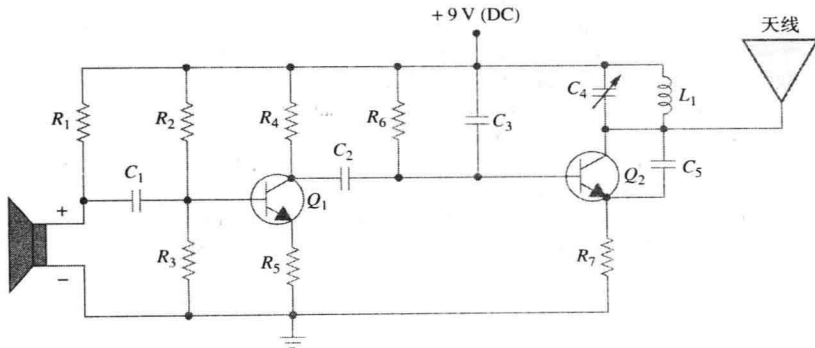 + 9 V (DC)
天线
R1
R2
R4
R6
C3
C4
L1
C1
C2
Q1
Q2
C5
+
R3
R5
R7
−